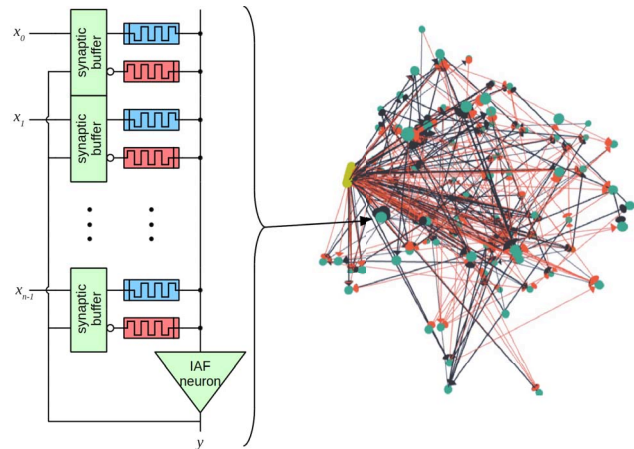 x0
synaptic
buffer
x1
synaptic
buffer
xn-1
synaptic
buffer
IAF
neuron
y